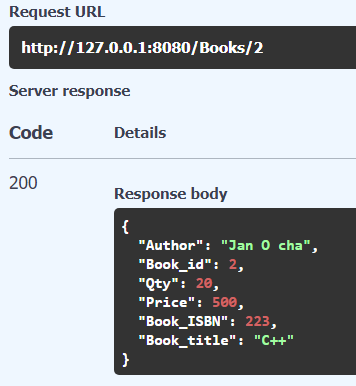 Request URL
http://127.0.0.1:8080/Books/2
Server response
Code Details
200
Response body
{
"Author": "Jan O cha",
"Book_id": 2,
"Qty": 20,
"Price": 500,
"Book_ISBN": 223,
"Book_title": "C++"
}